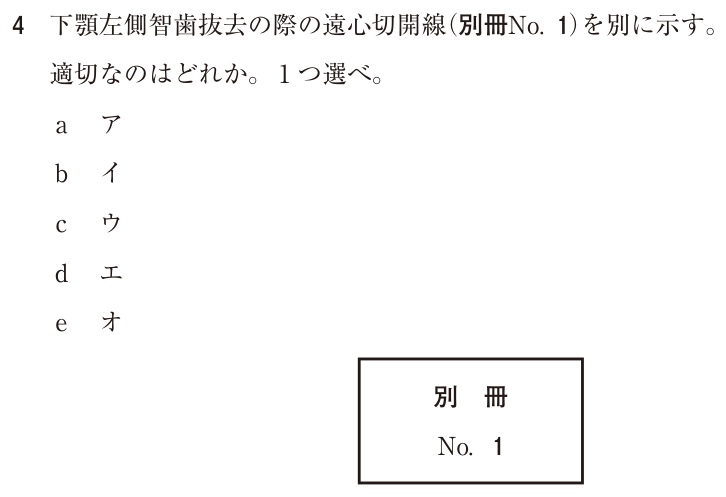 4 下顎左側智歯抜去の際の遠心切開線(別冊No. 1)を別に示す。
適切なのはどれか。1つ選べ。
a ア
b イ
c ウ
d エ
e オ
別 冊
No. 1